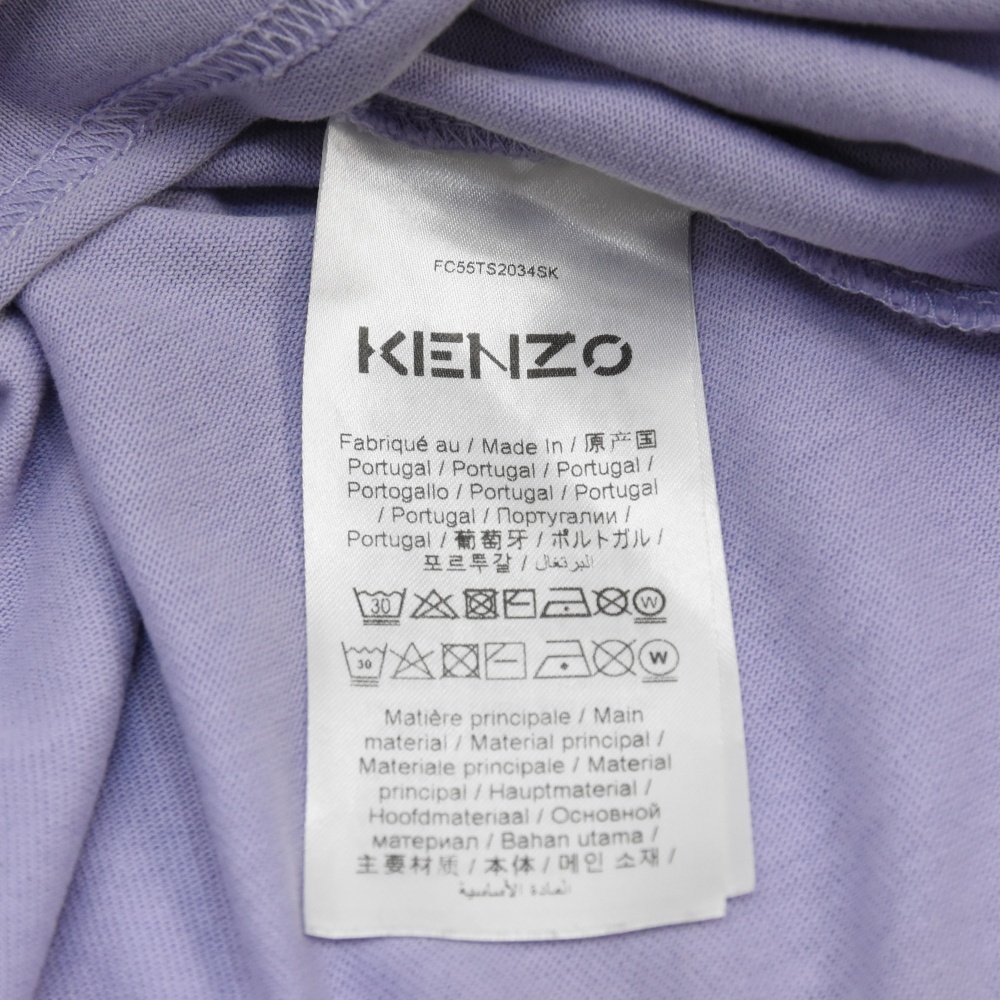 FC55TS2034SK
KENZO
Fabriqué au / Made In / 原产国
Portugal / Portugal / Portugal /
Portogallo / Portugal / Portugal
/ Portugal / Португалии /
Portugal / 葡萄牙 / ポルトガル /
포르투갈 / البرتغال
30 W
30 W
Matière principale / Main
material / Material principal /
Materiale principale / Material
principal / Hauptmaterial /
Hoofdmateriaal / Основной
материал / Bahan utama /
主要材质 / 本体 / 메인 소재 /
المادة الأساسية